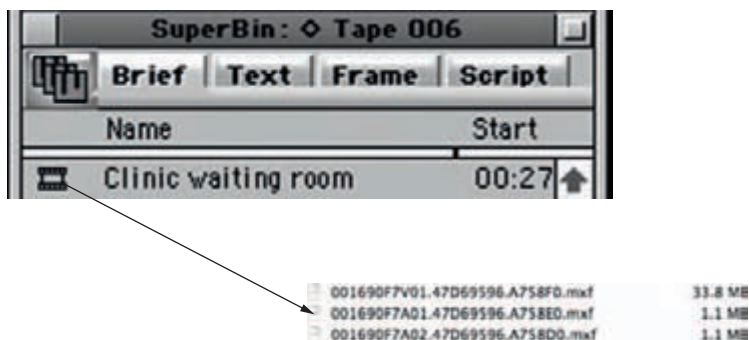 SuperBin: ◇ Tape 006
Brief Text Frame Script
Name Start
Clinic waiting room 00:27
001690F7V01.47D69596.A758F0.mxf 33.8 MB
001690F7A01.47D69596.A758E0.mxf 1.1 MB
001690F7A02.47D69596.A758D0.mxf 1.1 MB